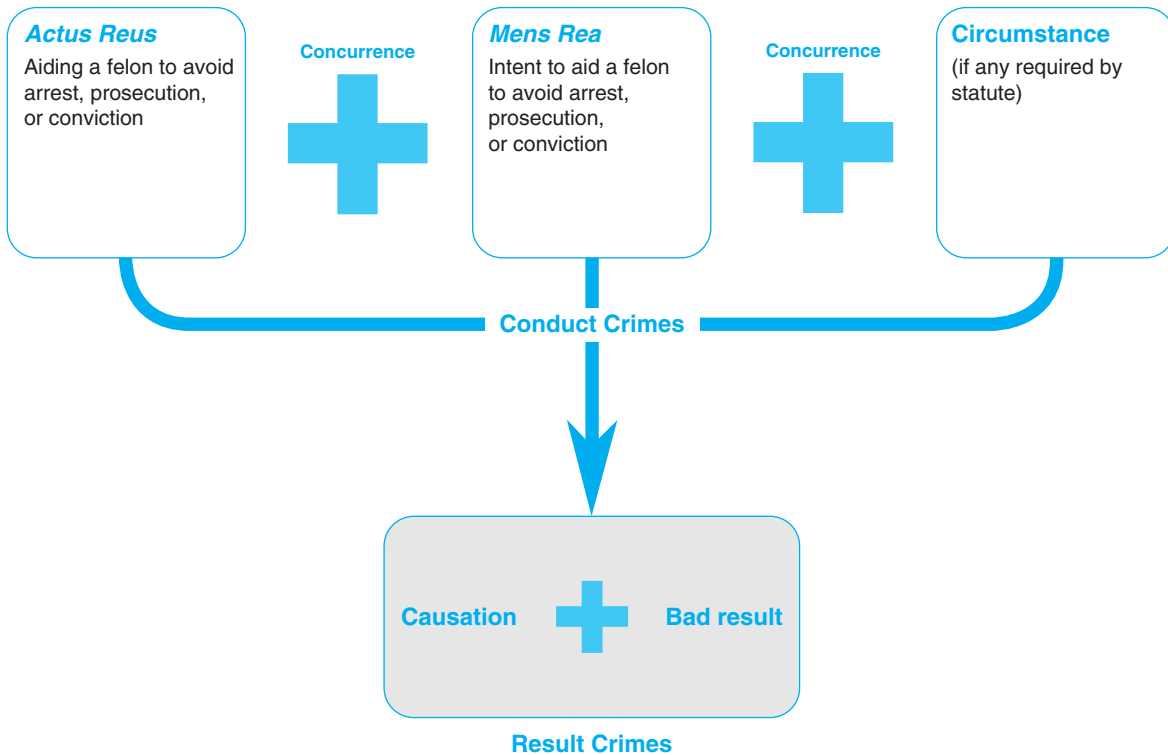 Actus Reus
Aiding a felon to avoid
arrest, prosecution,
or conviction
Concurrence
Mens Rea
Intent to aid a felon
to avoid arrest,
prosecution,
or conviction
Concurrence
Circumstance
(if any required by
statute)
Conduct Crimes
Causation
Bad result
Result Crimes